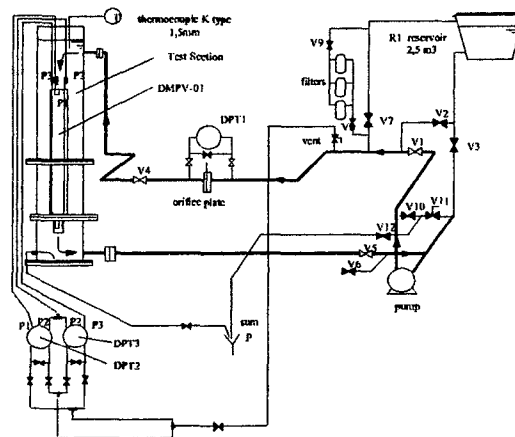 thermocouple K type
1,5mm
Test Section
DMPV-01
P3
P2
P1
DPT1
V4
orifice plate
V9
filters
V8
V7
vent
R1 reservoir
2,5 m3
V2
V1
V3
V10
V11
V12
V5
V6
pump
sum
p
P1
P2
P2
P3
DPT3
DPT2